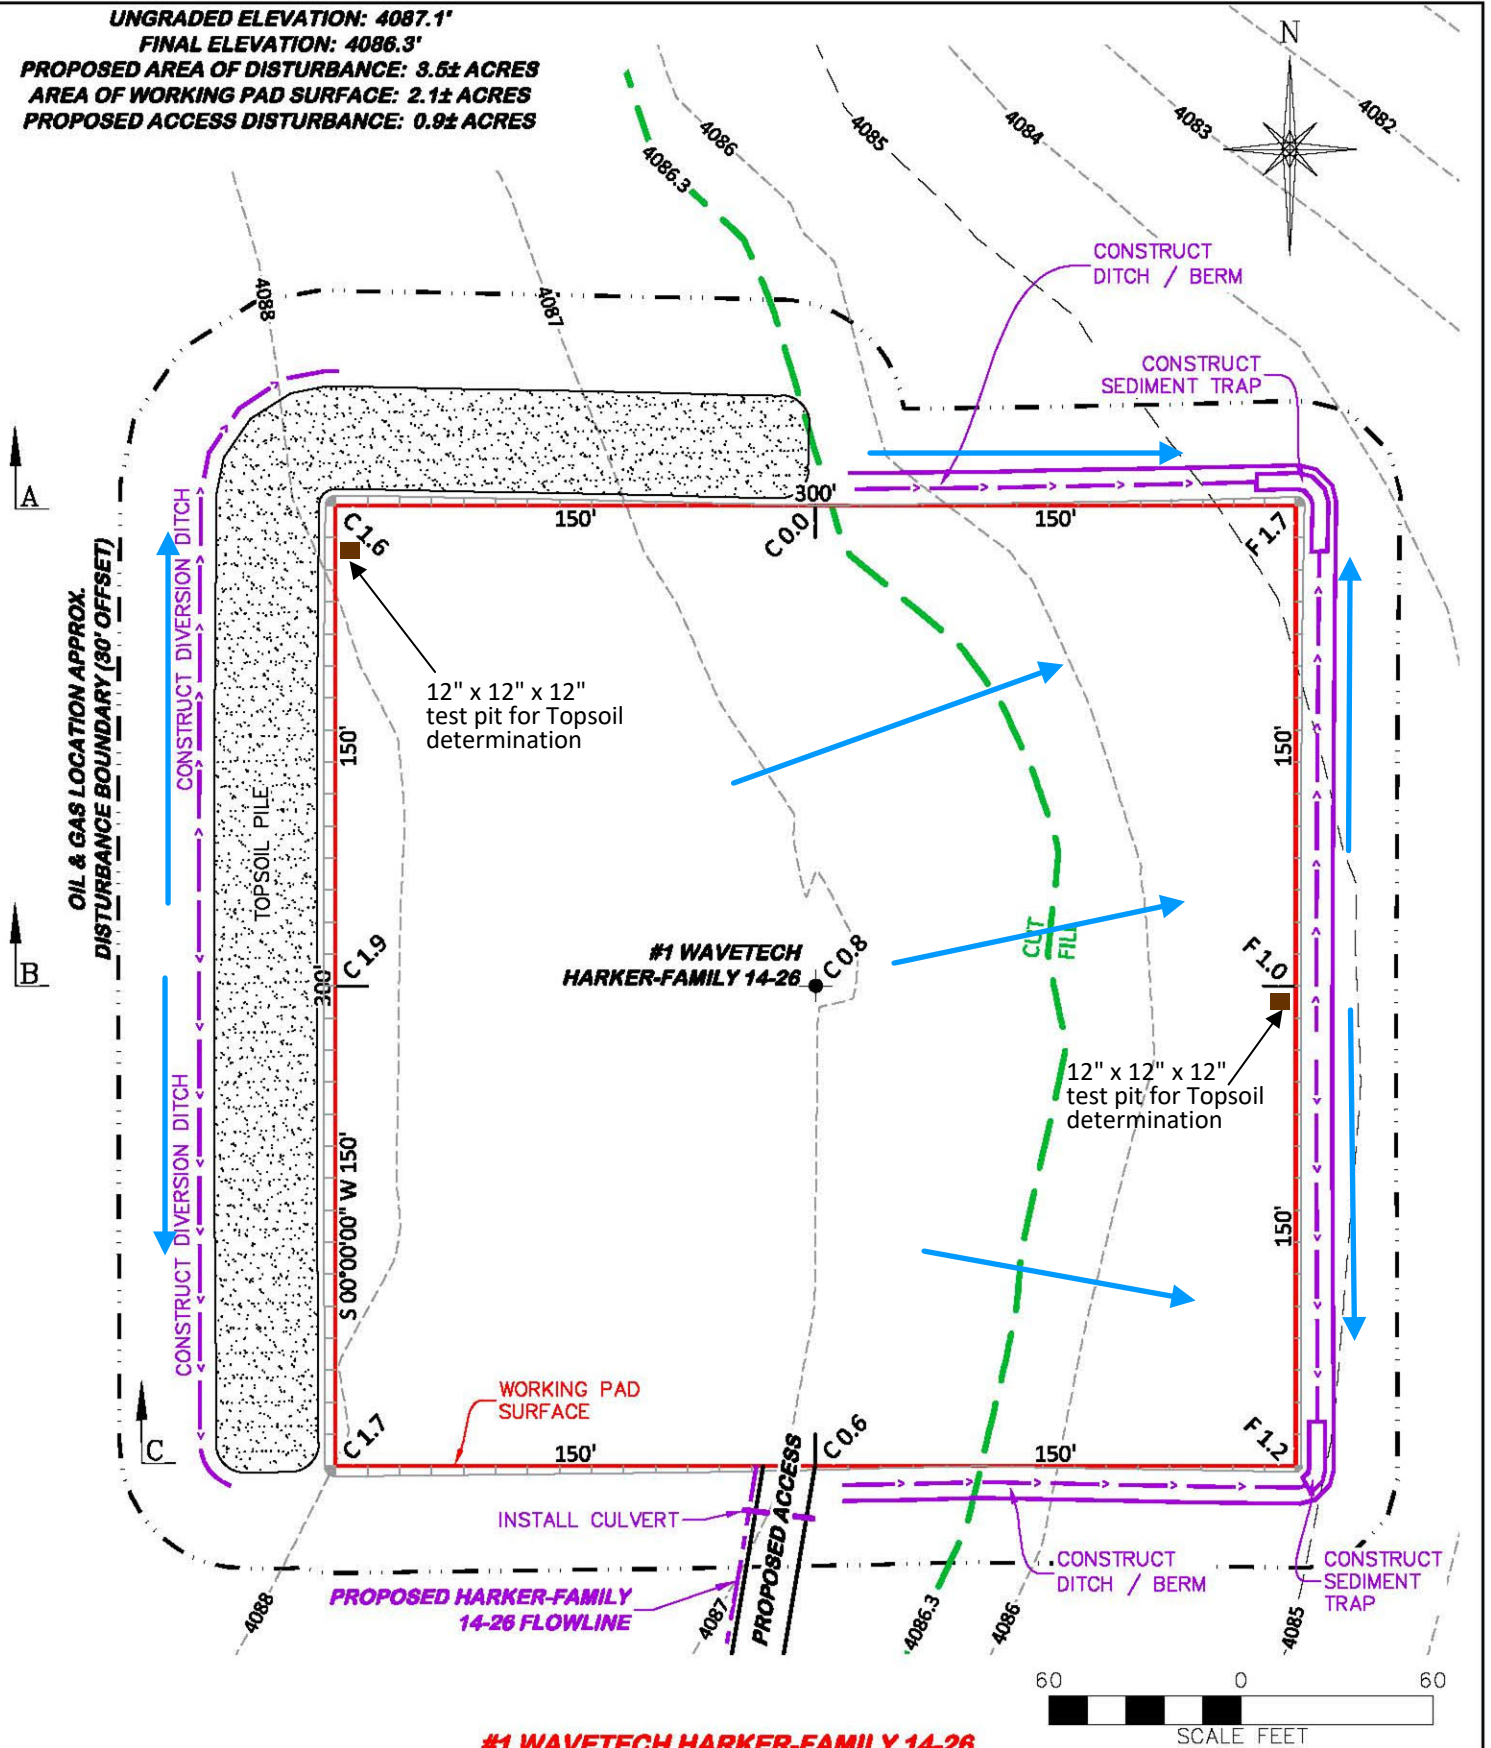 UNGRADED ELEVATION: 4087.1'
FINAL ELEVATION: 4086.3'
PROPOSED AREA OF DISTURBANCE: 3.5± ACRES
AREA OF WORKING PAD SURFACE: 2.1± ACRES
PROPOSED ACCESS DISTURBANCE: 0.9± ACRES
N
4086
4086.3
4085
4084
4083
4082
4088
4087
CONSTRUCT
DITCH / BERM
CONSTRUCT
SEDIMENT TRAP
A
300'
C 1.6
150'
C 0.0
150'
F 1.7
12" x 12" x 12"
test pit for Topsoil
determination
OIL & GAS LOCATION APPROX.
DISTURBANCE BOUNDARY (30' OFFSET)
CONSTRUCT DIVERSION DITCH
TOPSOIL PILE
150'
150'
B
C 1.9
300'
#1 WAVETECH
HARKER-FAMILY 14-26
C 0.8
CUT
FILL
F 1.0
12" x 12" x 12"
test pit for Topsoil
determination
CONSTRUCT DIVERSION DITCH
S 00°00'00" W 150'
150'
C
WORKING PAD
SURFACE
C 1.7
150'
C 0.6
150'
F 1.2
INSTALL CULVERT
PROPOSED ACCESS
PROPOSED HARKER-FAMILY
14-26 FLOWLINE
CONSTRUCT
DITCH / BERM
CONSTRUCT
SEDIMENT
TRAP
4088
4087
4086.3
4086
4085
60
0
60
SCALE FEET
#1 WAVETECH HARKER-FAMILY 14-26